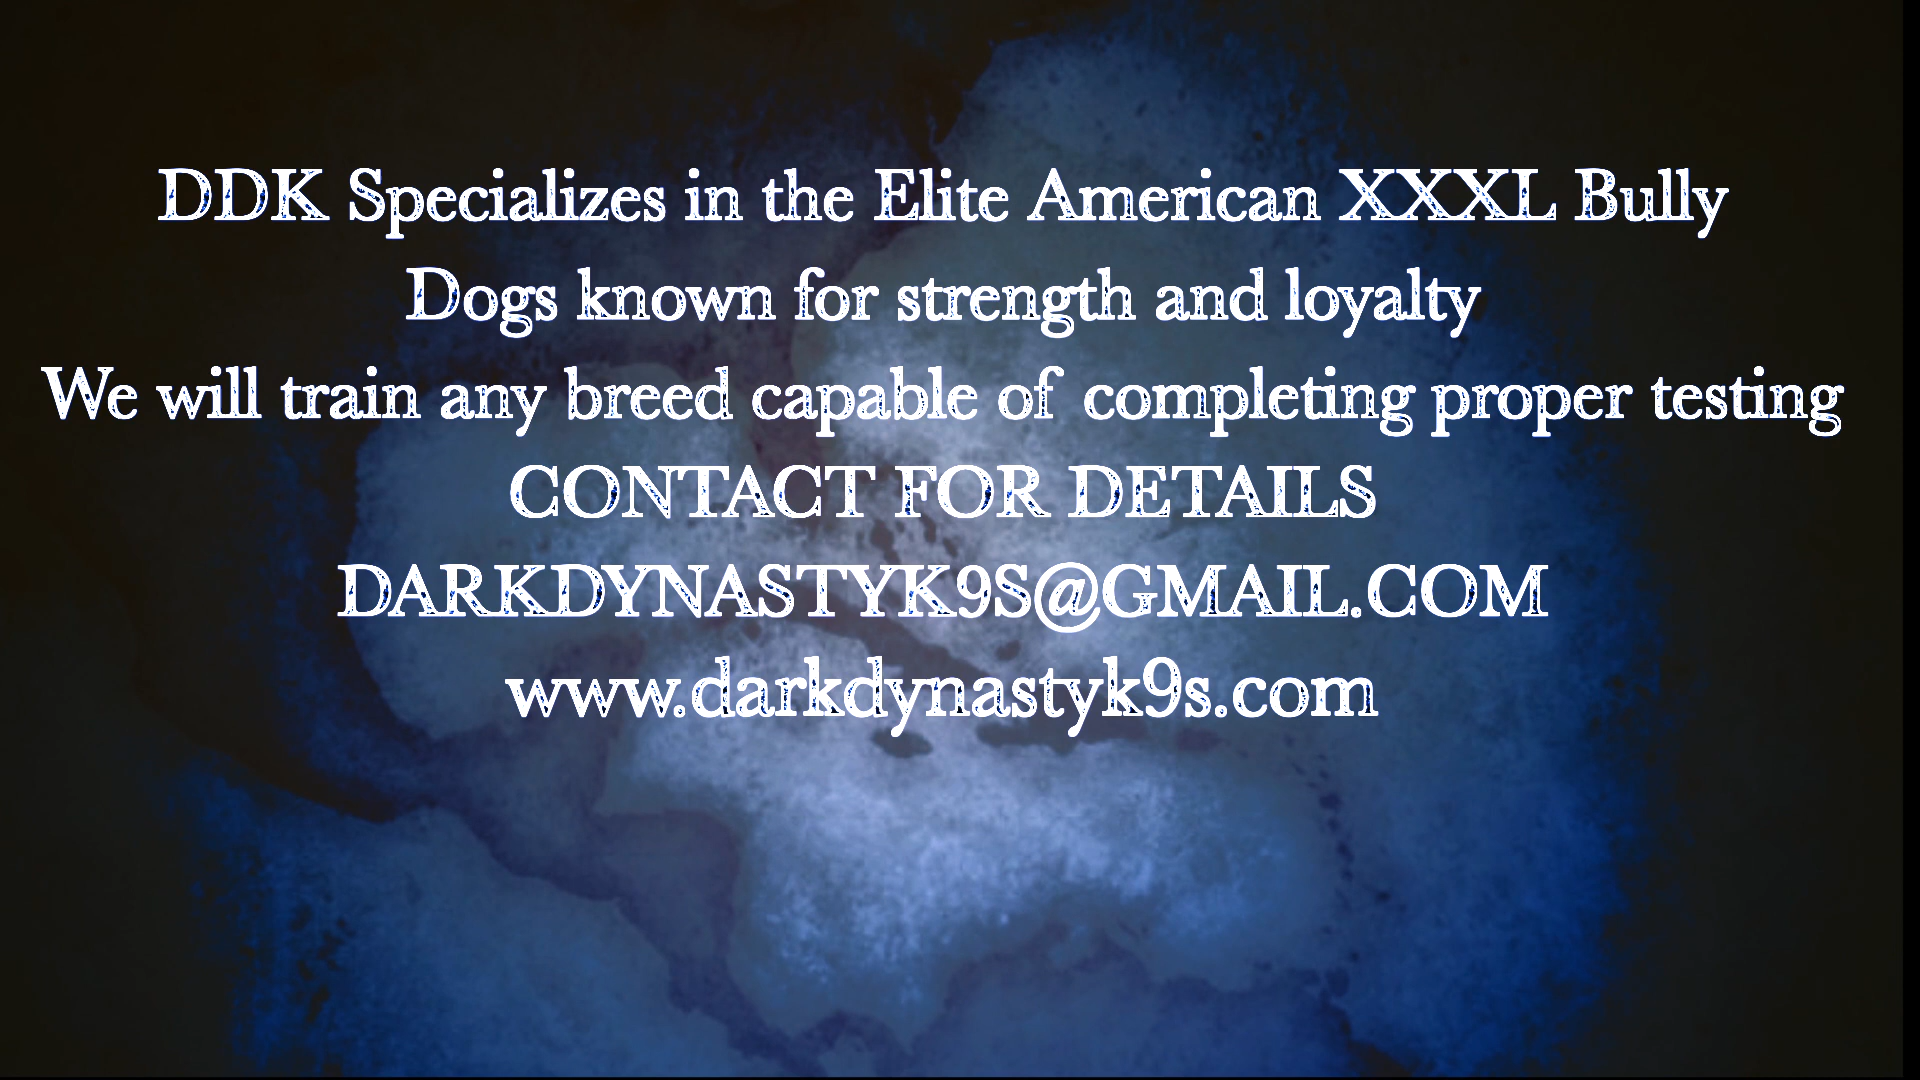 DDK Specializes in the Elite American XXXL Bully
Dogs known for strength and loyalty
We will train any breed capable of completing proper testing
CONTACT FOR DETAILS
DARKDYNASTYK9S@GMAIL.COM
www.darkdynastyk9s.com